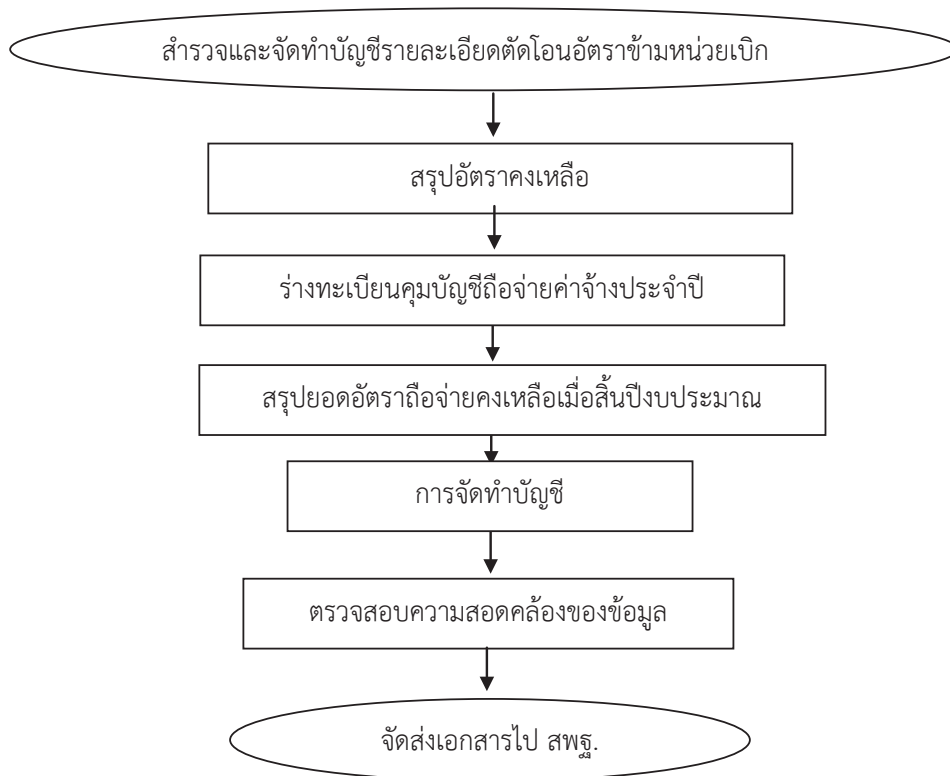 สำรวจและจัดทำบัญชีรายละเอียดตัดโอนอัตราข้ามหน่วยเบิก
สรุปอัตราคงเหลือ
ร่างทะเบียนคุมบัญชีถือจ่ายค่าจ้างประจำปี
สรุปยอดอัตราถือจ่ายคงเหลือเมื่อสิ้นปีงบประมาณ
การจัดทำบัญชี
ตรวจสอบความสอดคล้องของข้อมูล
จัดส่งเอกสารไป สพฐ.